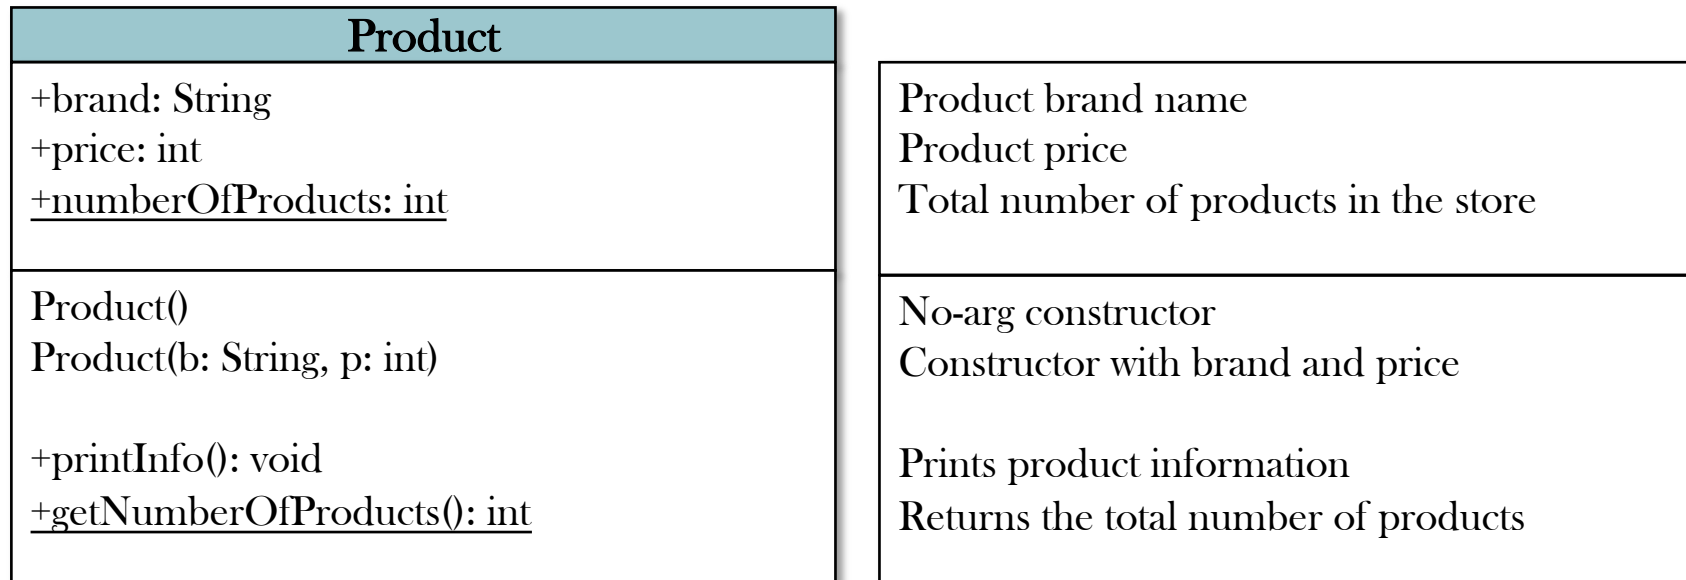 Product
+brand: String
+price: int
+numberOfProducts: int
Product()
Product(b: String, p: int)
+printInfo(): void
+getNumberOfProducts(): int
Product brand name
Product price
Total number of products in the store
No-arg constructor
Constructor with brand and price
Prints product information
Returns the total number of products